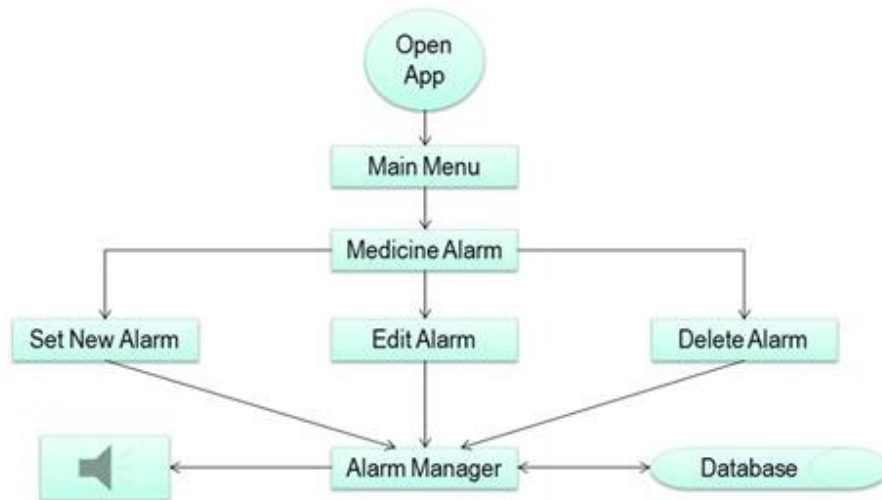 Open
App
Main Menu
Medicine Alarm
Set New Alarm
Edit Alarm
Delete Alarm
Alarm Manager
Database